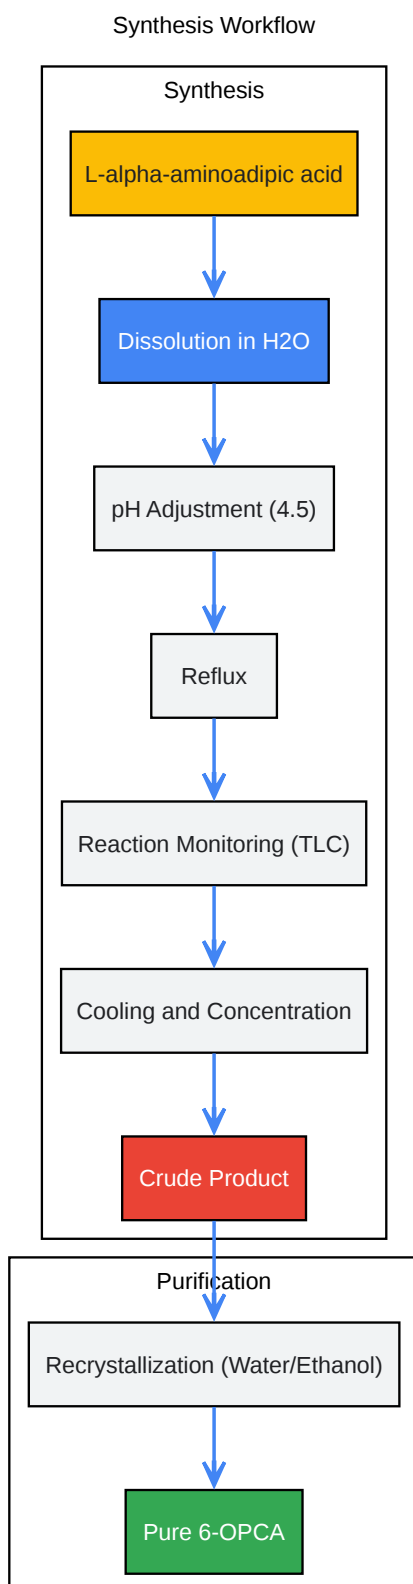 Synthesis Workflow
Synthesis
L-alpha-aminoadipic acid
Dissolution in H2O
pH Adjustment (4.5)
Reflux
Reaction Monitoring (TLC)
Cooling and Concentration
Crude Product
Purification
Recrystallization (Water/Ethanol)
Pure 6-OPCA